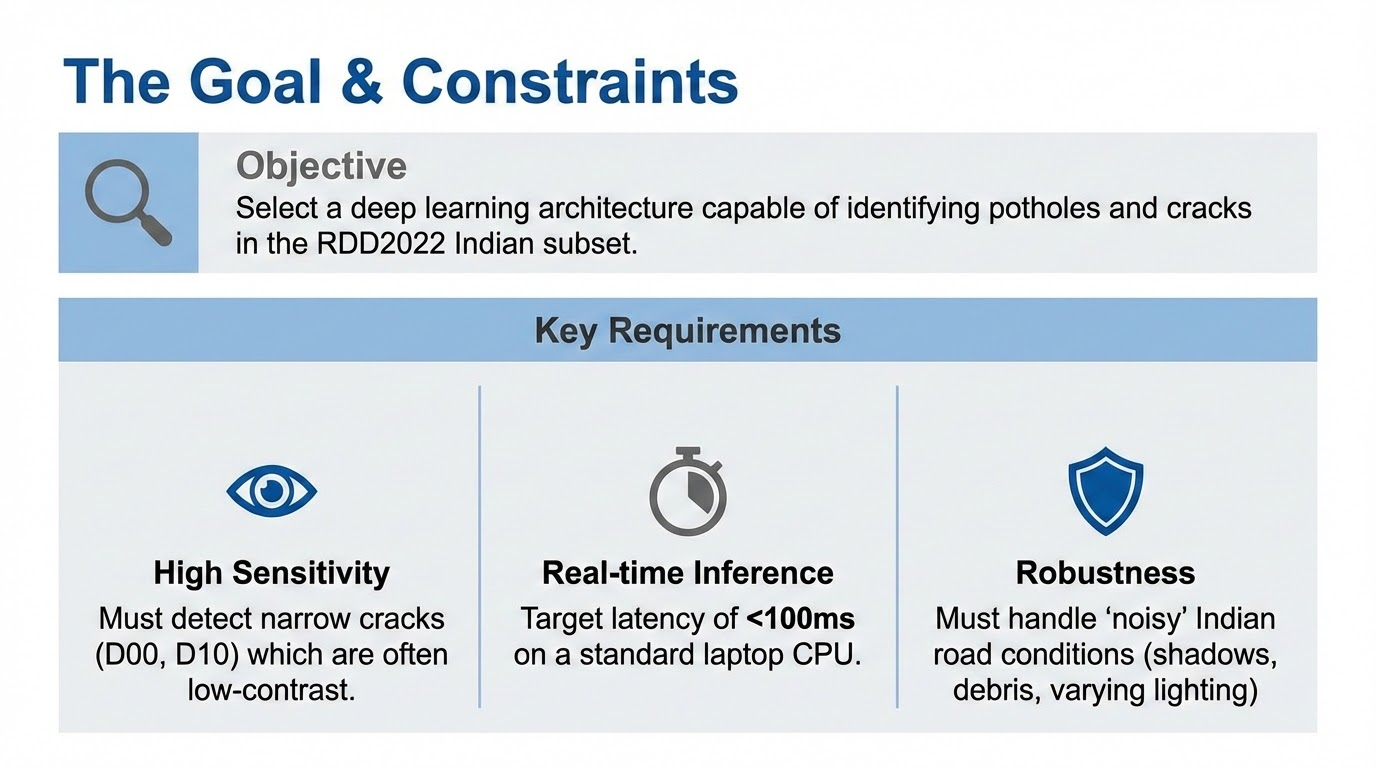 The Goal & Constraints
Objective
Select a deep learning architecture capable of identifying potholes and cracks
in the RDD2022 Indian subset.
Key Requirements
High Sensitivity
Must detect narrow cracks
(D00, D10) which are often
low-contrast.
Real-time Inference
Target latency of <100ms
on a standard laptop CPU.
Robustness
Must handle ‘noisy’ Indian
road conditions (shadows,
debris, varying lighting)